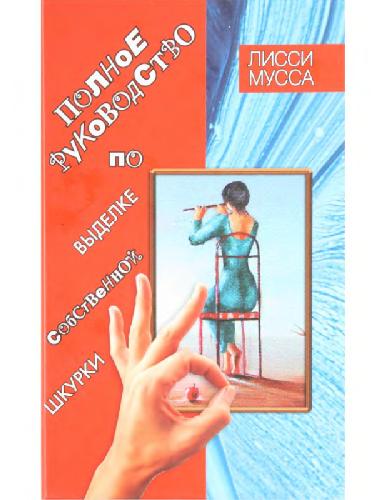 ЛИССИ
МУССА
ПОЛНОЕ
РУКОВОДСТВО
ПО
ВЫДЕЛКЕ
СОБСТВЕННОЙ
ШКУРКИ